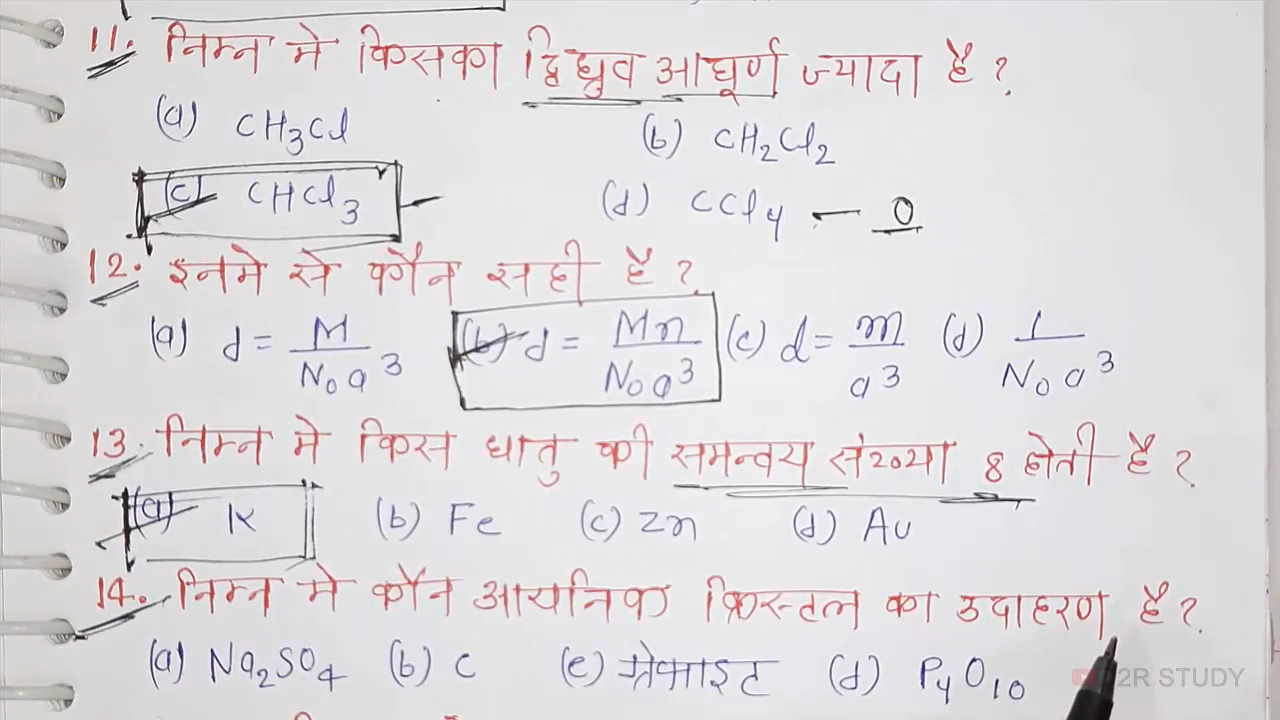 11. निम्न मे किसका द्विध्रुव आघूर्ण ज्यादा है ?
(a) CH3Cl (b) CH2Cl2
(c) CHCl3 (d) CCl4 — 0
12. इनमे से कौन सही है ?
(a) d = M/N₀a³ (b) d = Mn/N₀a³ (c) d = m/a³ (d) 1/N₀a³
13. निम्न मे किस धातु की समन्वय संख्या 8 होती है ?
(a) K (b) Fe (c) Zn (d) Au
14. निम्न मे कौन आयनिक क्रिस्टल का उदाहरण है ?
(a) Na2SO4 (b) C (c) ग्रेफाइट (d) P4O10
2R STUDY